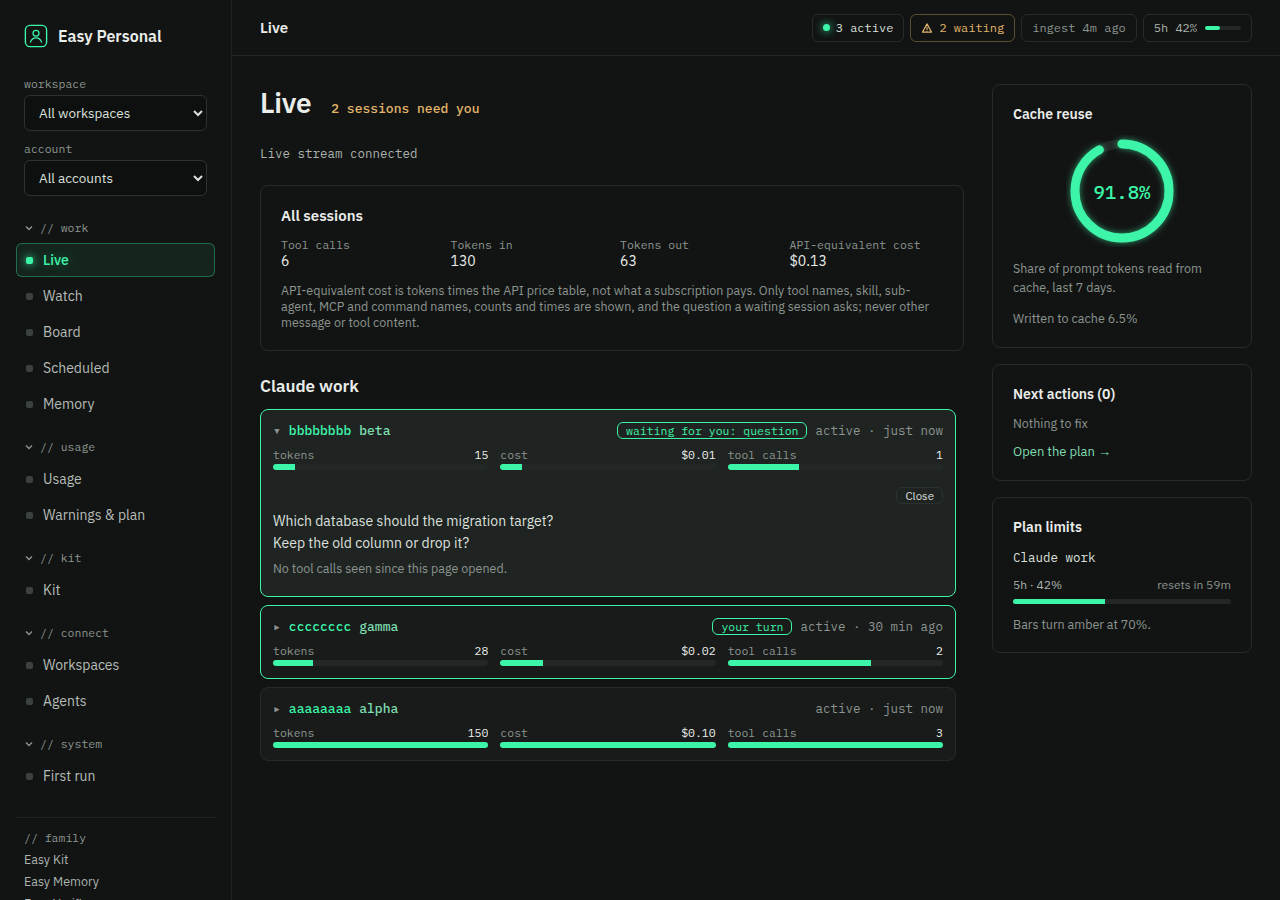 Easy Personal
workspace
All workspaces
account
All accounts
// work
Live
Watch
Board
Scheduled
Memory
// usage
Usage
Warnings & plan
// kit
Kit
// connect
Workspaces
Agents
// system
First run
// family
Easy Kit
Easy Memory
Live
3 active
2 waiting
ingest 4m ago
5h 42%
Live
2 sessions need you
Live stream connected
All sessions
Tool calls
6
Tokens in
130
Tokens out
63
API-equivalent cost
$0.13
API-equivalent cost is tokens times the API price table, not what a subscription pays. Only tool names, skill, sub-
agent, MCP and command names, counts and times are shown, and the question a waiting session asks; never other
message or tool content.
Claude work
▾ bbbbbbbb beta
waiting for you: question
active · just now
tokens 15
cost $0.01
tool calls 1
Close
Which database should the migration target?
Keep the old column or drop it?
No tool calls seen since this page opened.
▸ cccccccc gamma
your turn
active · 30 min ago
tokens 28
cost $0.02
tool calls 2
▸ aaaaaaaa alpha
active · just now
tokens 150
cost $0.10
tool calls 3
Cache reuse
91.8%
Share of prompt tokens read from
cache, last 7 days.
Written to cache 6.5%
Next actions (0)
Nothing to fix
Open the plan →
Plan limits
Claude work
5h · 42%
resets in 59m
Bars turn amber at 70%.